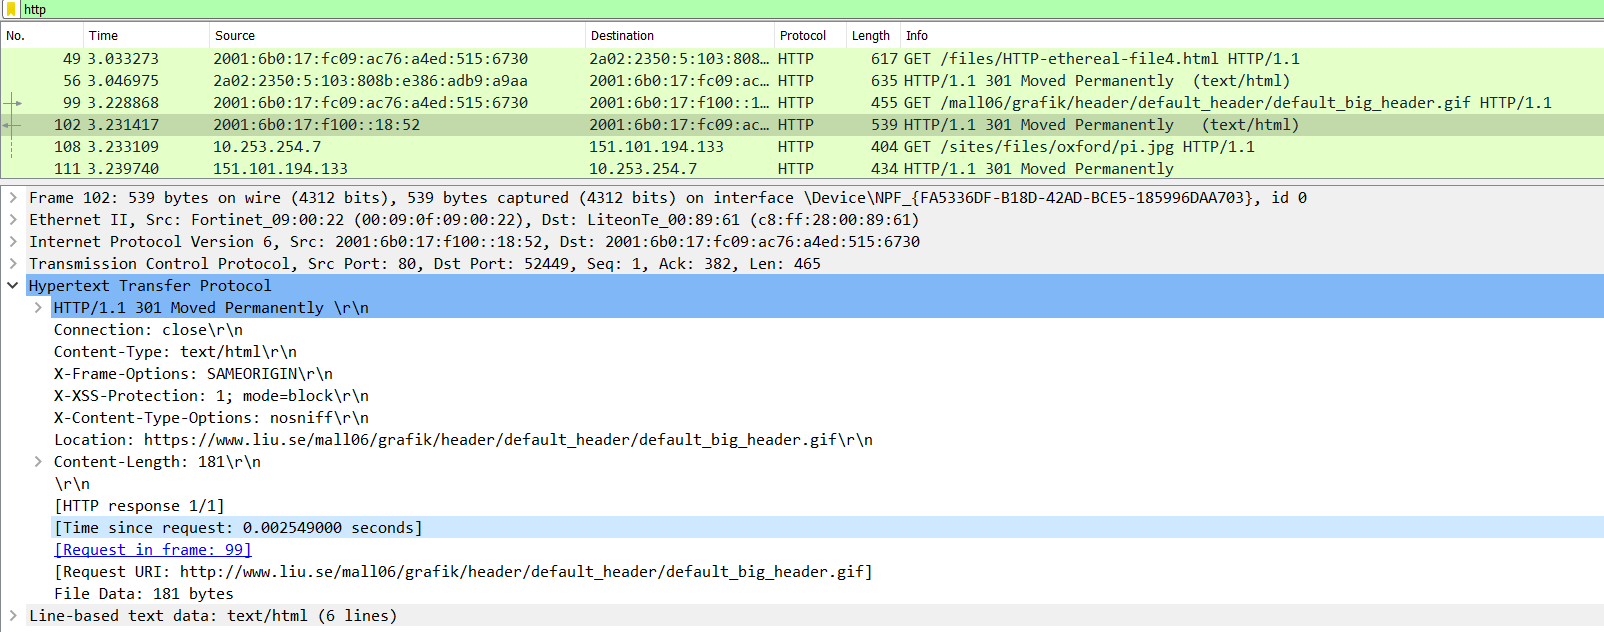 http
No. Time Source Destination Protocol Length Info
49 3.033273 2001:6b0:17:fc09:ac76:a4ed:515:6730 2a02:2350:5:103:808… HTTP 617 GET /files/HTTP-ethereal-file4.html HTTP/1.1
56 3.046975 2a02:2350:5:103:808b:e386:adb9:a9aa 2001:6b0:17:fc09:ac… HTTP 635 HTTP/1.1 301 Moved Permanently (text/html)
99 3.228868 2001:6b0:17:fc09:ac76:a4ed:515:6730 2001:6b0:17:f100::1… HTTP 455 GET /mall06/grafik/header/default_header/default_big_header.gif HTTP/1.1
102 3.231417 2001:6b0:17:f100::18:52 2001:6b0:17:fc09:ac… HTTP 539 HTTP/1.1 301 Moved Permanently (text/html)
108 3.233109 10.253.254.7 151.101.194.133 HTTP 404 GET /sites/files/oxford/pi.jpg HTTP/1.1
111 3.239740 151.101.194.133 10.253.254.7 HTTP 434 HTTP/1.1 301 Moved Permanently
Frame 102: 539 bytes on wire (4312 bits), 539 bytes captured (4312 bits) on interface \Device\NPF_{FA5336DF-B18D-42AD-BCE5-185996DAA703}, id 0
Ethernet II, Src: Fortinet_09:00:22 (00:09:0f:09:00:22), Dst: LiteonTe_00:89:61 (c8:ff:28:00:89:61)
Internet Protocol Version 6, Src: 2001:6b0:17:f100::18:52, Dst: 2001:6b0:17:fc09:ac76:a4ed:515:6730
Transmission Control Protocol, Src Port: 80, Dst Port: 52449, Seq: 1, Ack: 382, Len: 465
Hypertext Transfer Protocol
HTTP/1.1 301 Moved Permanently \r\n
Connection: close\r\n
Content-Type: text/html\r\n
X-Frame-Options: SAMEORIGIN\r\n
X-XSS-Protection: 1; mode=block\r\n
X-Content-Type-Options: nosniff\r\n
Location: https://www.liu.se/mall06/grafik/header/default_header/default_big_header.gif\r\n
Content-Length: 181\r\n
\r\n
[HTTP response 1/1]
[Time since request: 0.002549000 seconds]
[Request in frame: 99]
[Request URI: http://www.liu.se/mall06/grafik/header/default_header/default_big_header.gif]
File Data: 181 bytes
Line-based text data: text/html (6 lines)